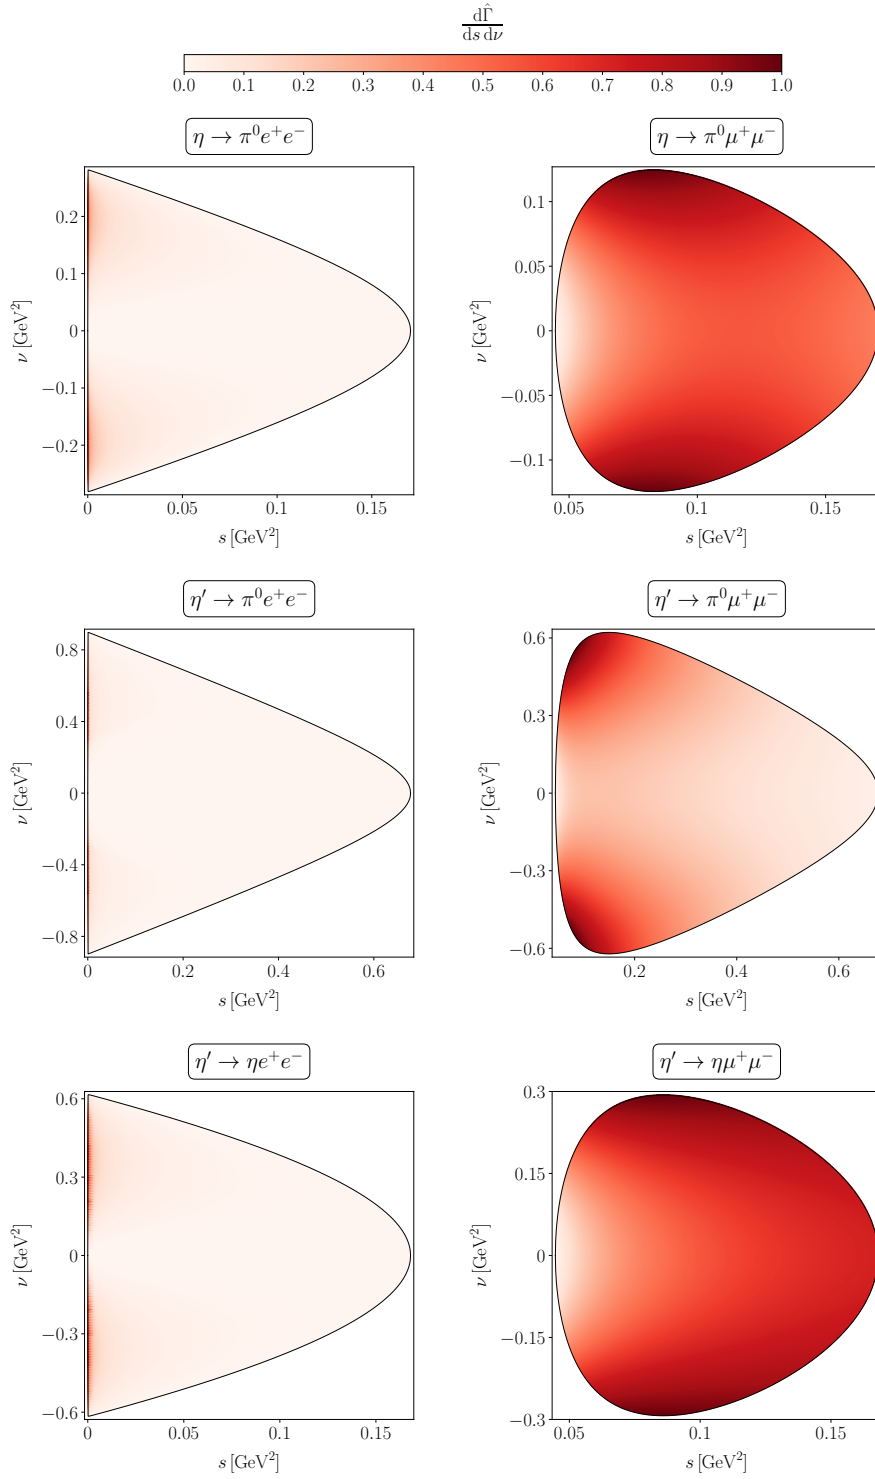 dΓ̂
ds dν
0.0 0.1 0.2 0.3 0.4 0.5 0.6 0.7 0.8 0.9 1.0
η → π⁰e⁺e⁻
ν [GeV²]
0.2
0.1
0
−0.1
−0.2
0 0.05 0.1 0.15
s [GeV²]
η → π⁰μ⁺μ⁻
ν [GeV²]
0.1
0.05
0
−0.05
−0.1
0.05 0.1 0.15
s [GeV²]
η′ → π⁰e⁺e⁻
ν [GeV²]
0.8
0.4
0
−0.4
−0.8
0 0.2 0.4 0.6
s [GeV²]
η′ → π⁰μ⁺μ⁻
ν [GeV²]
0.6
0.3
0
−0.3
−0.6
0.2 0.4 0.6
s [GeV²]
η′ → ηe⁺e⁻
ν [GeV²]
0.6
0.3
0
−0.3
−0.6
0 0.05 0.1 0.15
s [GeV²]
η′ → ημ⁺μ⁻
ν [GeV²]
0.3
0.15
0
−0.15
−0.3
0.05 0.1 0.15
s [GeV²]